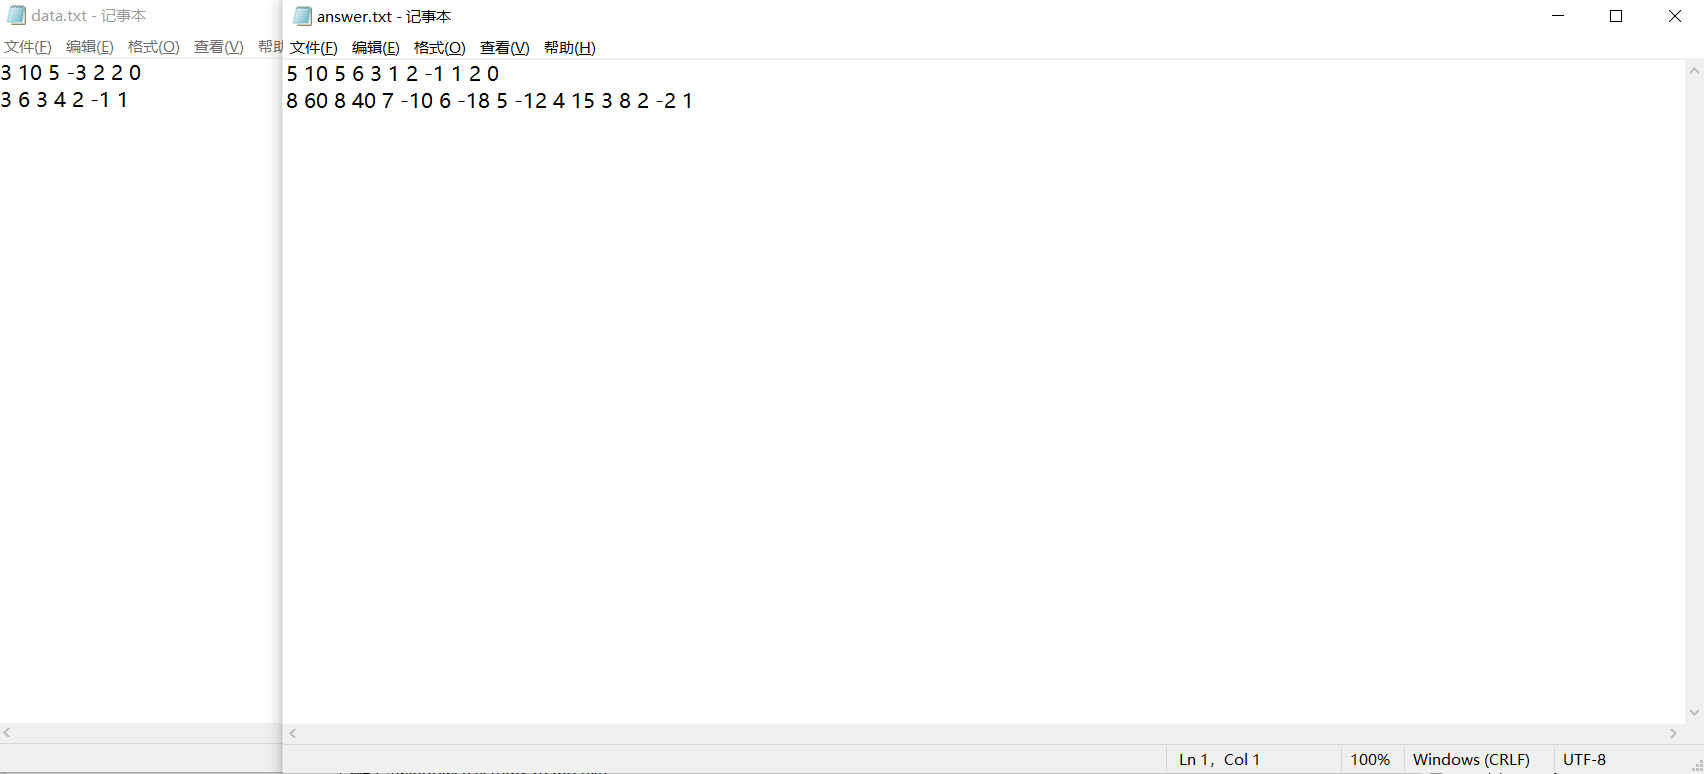 data.txt - 记事本
文件(F) 编辑(E) 格式(O) 查看(V) 帮助
3 10 5 -3 2 2 0
3 6 3 4 2 -1 1
answer.txt - 记事本
文件(F) 编辑(E) 格式(O) 查看(V) 帮助(H)
5 10 5 6 3 1 2 -1 1 2 0
8 60 8 40 7 -10 6 -18 5 -12 4 15 3 8 2 -2 1
Ln 1, Col 1 100% Windows (CRLF) UTF-8